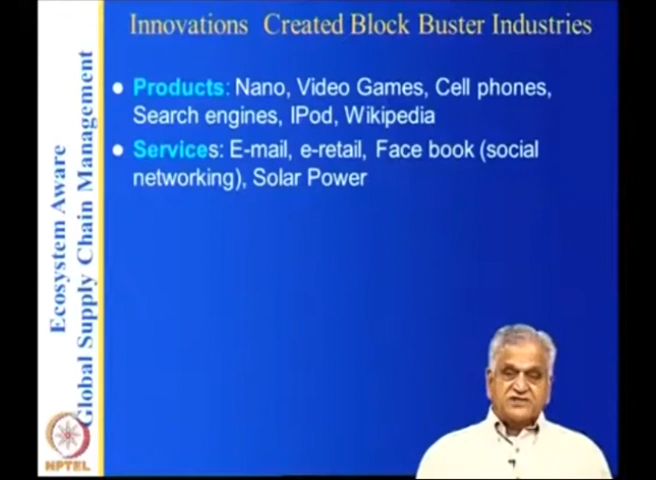 Innovations Created Block Buster Industries
Products: Nano, Video Games, Cell phones,
Search engines, IPod, Wikipedia
Services: E-mail, e-retail, Face book (social
networking), Solar Power
Ecosystem Aware
Global Supply Chain Management
NPTEL